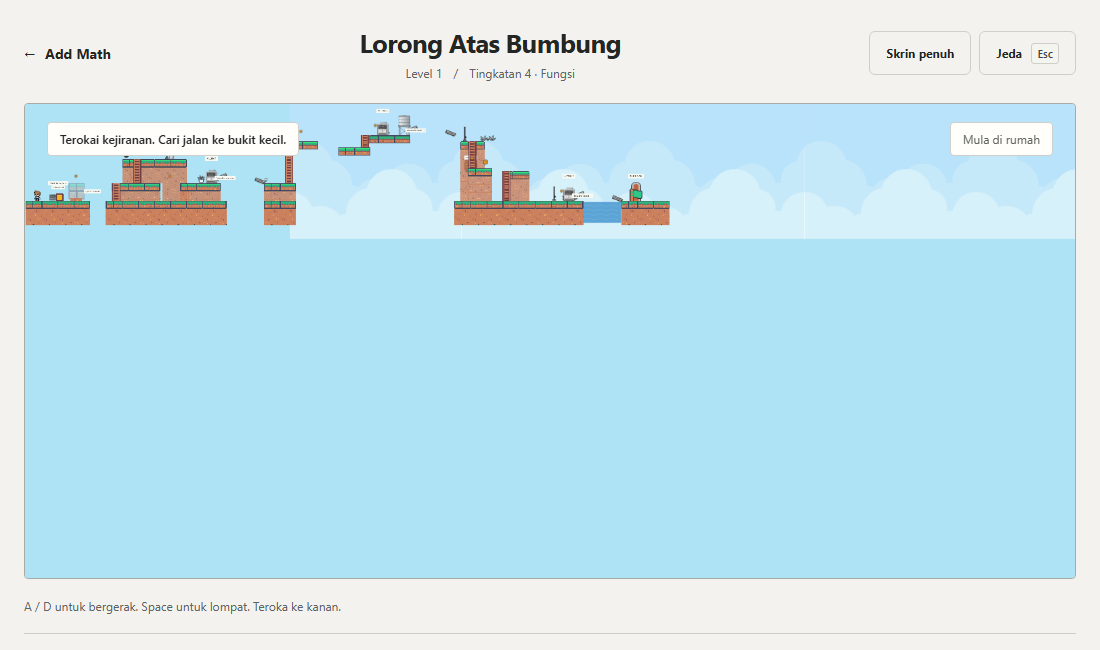 ← Add Math
Lorong Atas Bumbung
Level 1 / Tingkatan 4 · Fungsi
Skrin penuh
Jeda Esc
Terokai kejiranan. Cari jalan ke bukit kecil.
Mula di rumah
A / D untuk bergerak. Space untuk lompat. Teroka ke kanan.